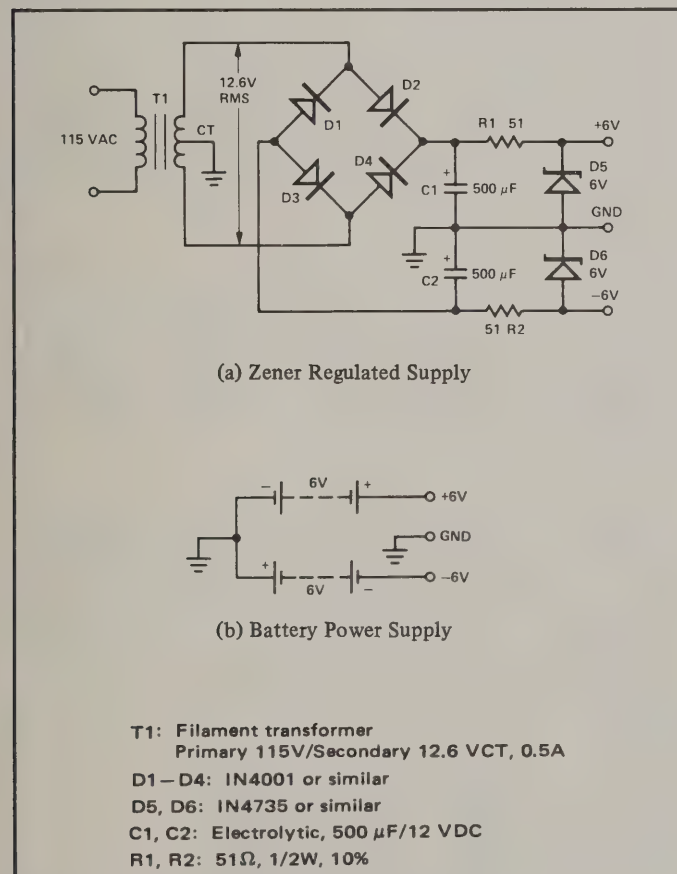 12.6V
RMS
T1
CT
115 VAC
D1
D2
D3
D4
R1 51
+6V
+
C1
500 μF
D5
6V
GND
+
C2
500 μF
D6
6V
51 R2
−6V
(a) Zener Regulated Supply
− 6V +
+6V
GND
+ 6V −
−6V
(b) Battery Power Supply
T1: Filament transformer
Primary 115V/Secondary 12.6 VCT, 0.5A
D1–D4: IN4001 or similar
D5, D6: IN4735 or similar
C1, C2: Electrolytic, 500 μF/12 VDC
R1, R2: 51Ω, 1/2W, 10%